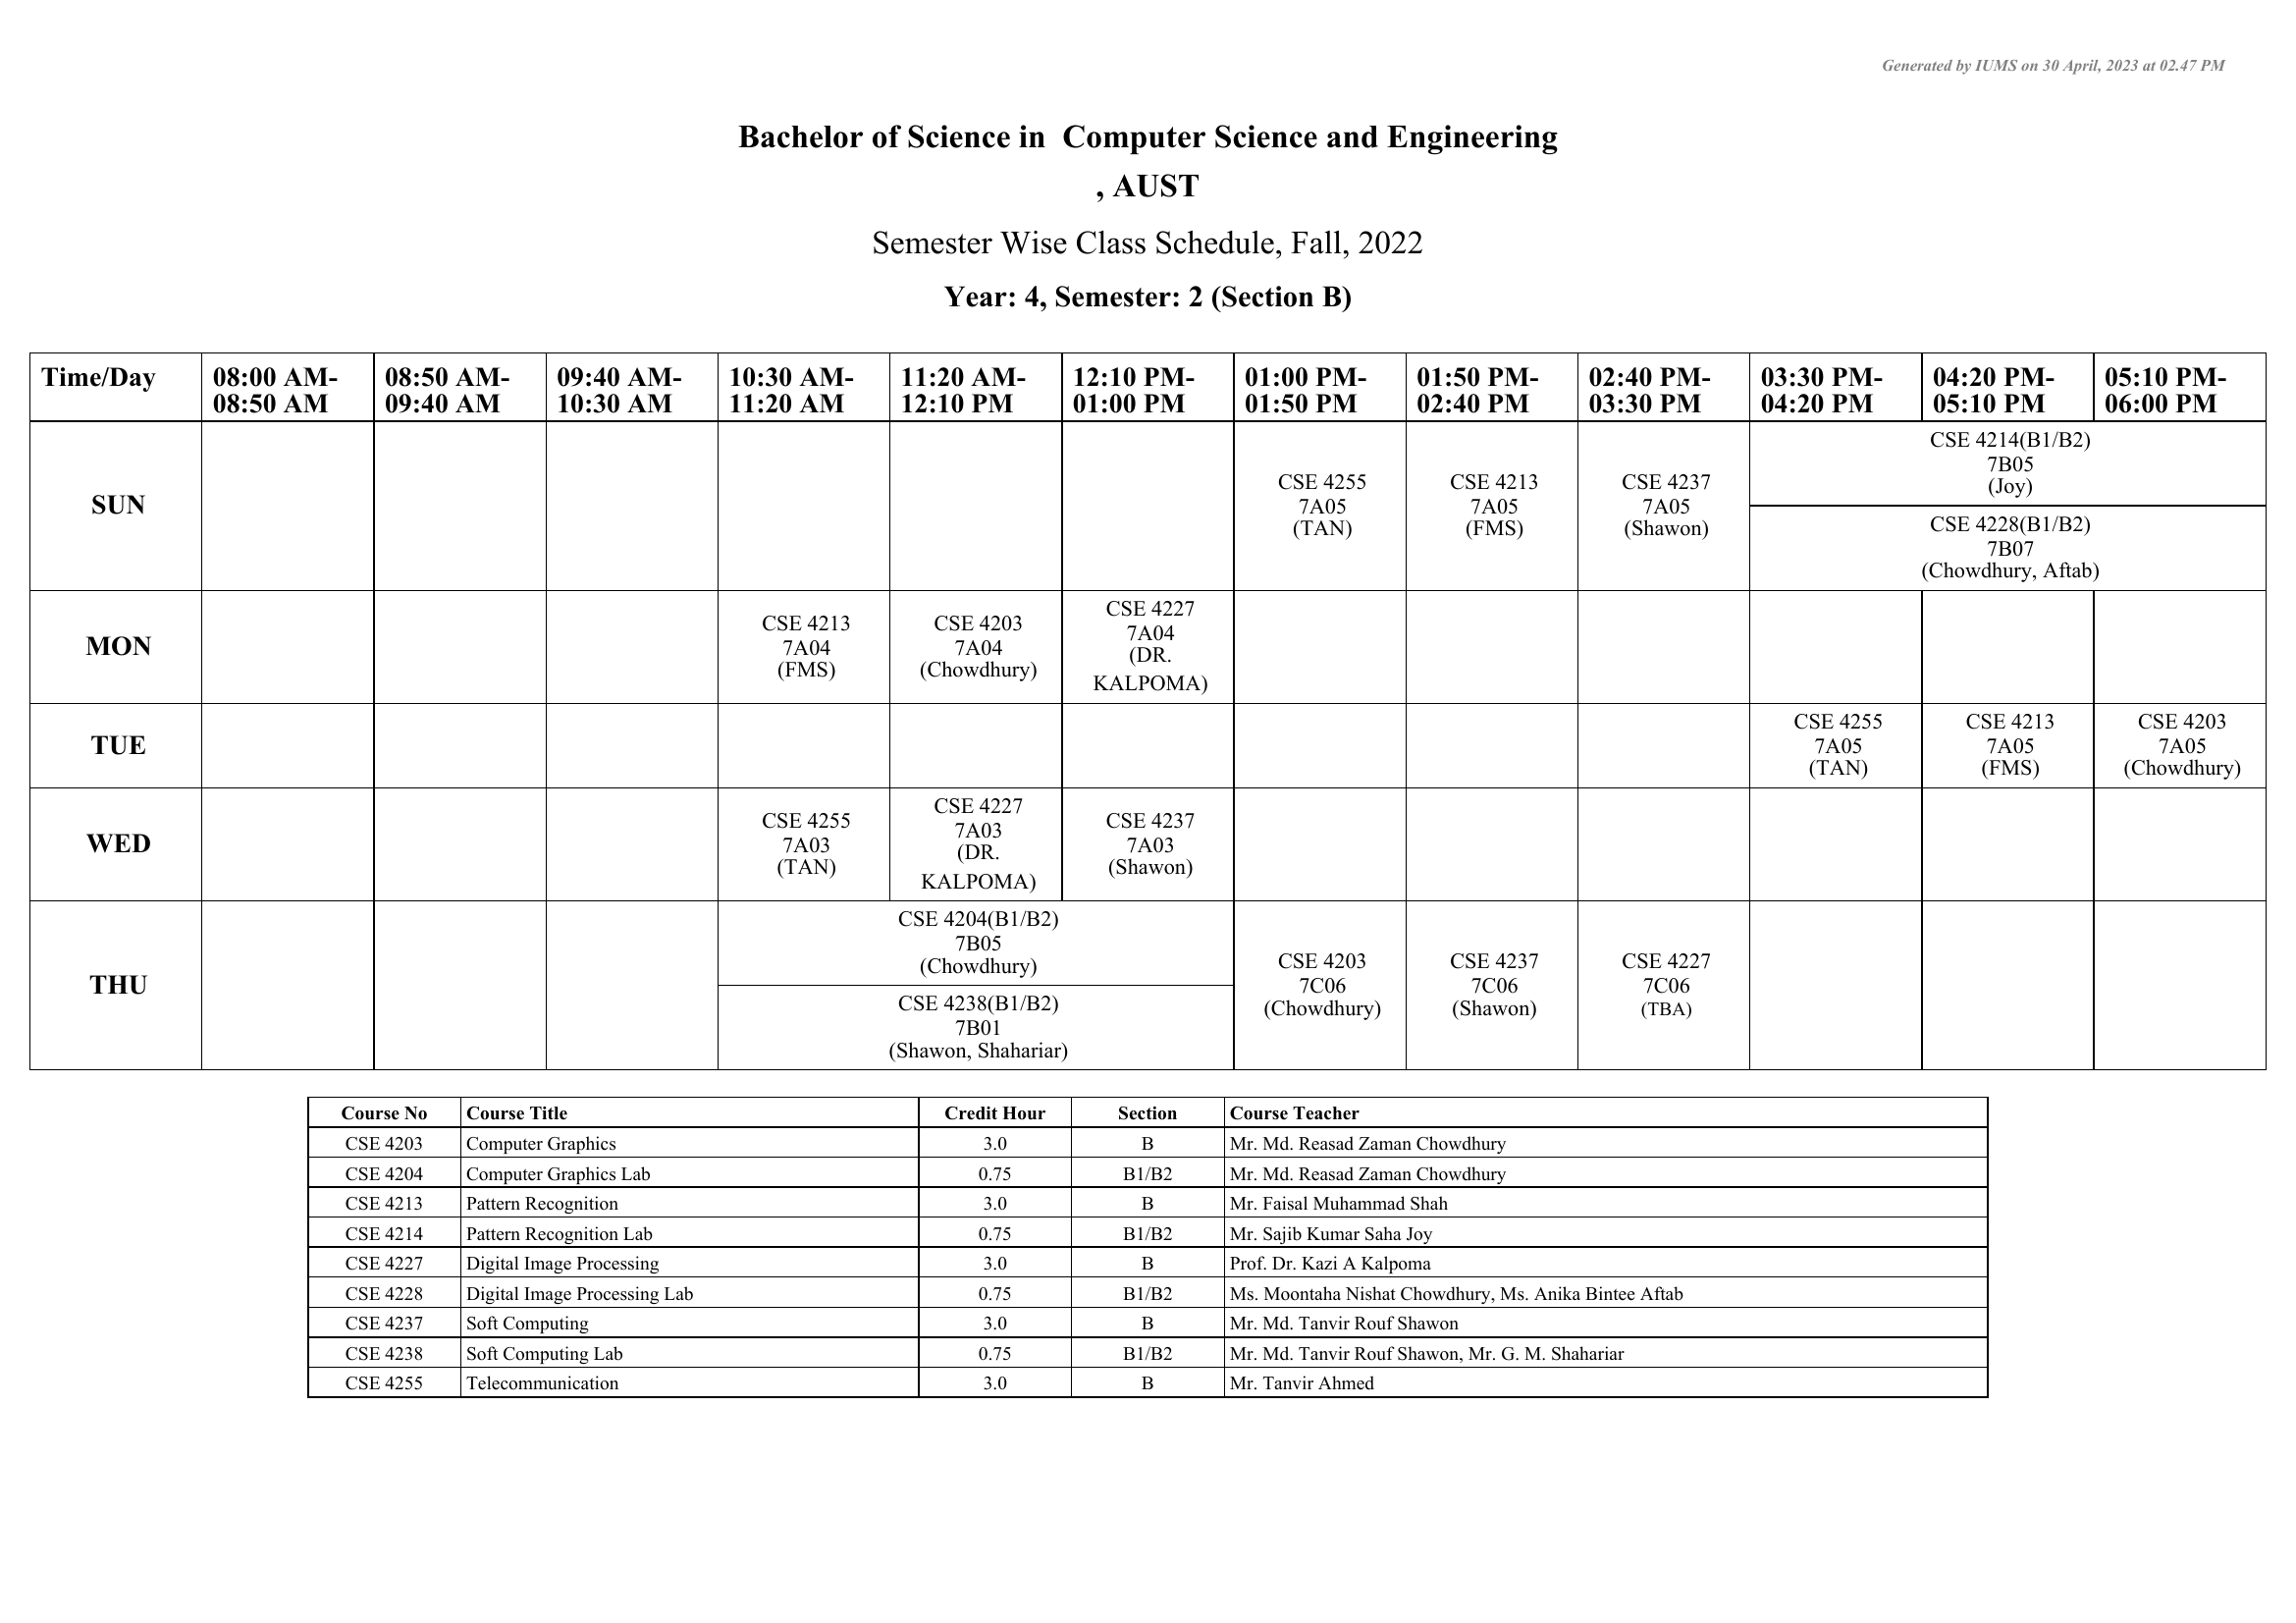 Generated by IUMS on 30 April, 2023 at 02.47 PM
Bachelor of Science in  Computer Science and Engineering
, AUST
Semester Wise Class Schedule, Fall, 2022
Year: 4, Semester: 2 (Section B)
Time/Day 08:00 AM- 08:50 AM- 09:40 AM- 10:30 AM- 11:20 AM- 12:10 PM- 01:00 PM- 01:50 PM- 02:40 PM- 03:30 PM- 04:20 PM- 05:10 PM-
08:50 AM 09:40 AM 10:30 AM 11:20 AM 12:10 PM 01:00 PM 01:50 PM 02:40 PM 03:30 PM 04:20 PM 05:10 PM 06:00 PM
SUN
CSE 4255
7A05
(TAN)
CSE 4213
7A05
(FMS)
CSE 4237
7A05
(Shawon)
CSE 4214(B1/B2)
7B05
(Joy)
CSE 4228(B1/B2)
7B07
(Chowdhury, Aftab)
MON
CSE 4213
7A04
(FMS)
CSE 4203
7A04
(Chowdhury)
CSE 4227
7A04
(DR.
KALPOMA)
TUE
CSE 4255
7A05
(TAN)
CSE 4213
7A05
(FMS)
CSE 4203
7A05
(Chowdhury)
WED
CSE 4255
7A03
(TAN)
CSE 4227
7A03
(DR.
KALPOMA)
CSE 4237
7A03
(Shawon)
THU
CSE 4204(B1/B2)
7B05
(Chowdhury)
CSE 4238(B1/B2)
7B01
(Shawon, Shahariar)
CSE 4203
7C06
(Chowdhury)
CSE 4237
7C06
(Shawon)
CSE 4227
7C06
(TBA)
Course No Course Title Credit Hour Section Course Teacher
CSE 4203 Computer Graphics 3.0 B Mr. Md. Reasad Zaman Chowdhury
CSE 4204 Computer Graphics Lab 0.75 B1/B2 Mr. Md. Reasad Zaman Chowdhury
CSE 4213 Pattern Recognition 3.0 B Mr. Faisal Muhammad Shah
CSE 4214 Pattern Recognition Lab 0.75 B1/B2 Mr. Sajib Kumar Saha Joy
CSE 4227 Digital Image Processing 3.0 B Prof. Dr. Kazi A Kalpoma
CSE 4228 Digital Image Processing Lab 0.75 B1/B2 Ms. Moontaha Nishat Chowdhury, Ms. Anika Bintee Aftab
CSE 4237 Soft Computing 3.0 B Mr. Md. Tanvir Rouf Shawon
CSE 4238 Soft Computing Lab 0.75 B1/B2 Mr. Md. Tanvir Rouf Shawon, Mr. G. M. Shahariar
CSE 4255 Telecommunication 3.0 B Mr. Tanvir Ahmed